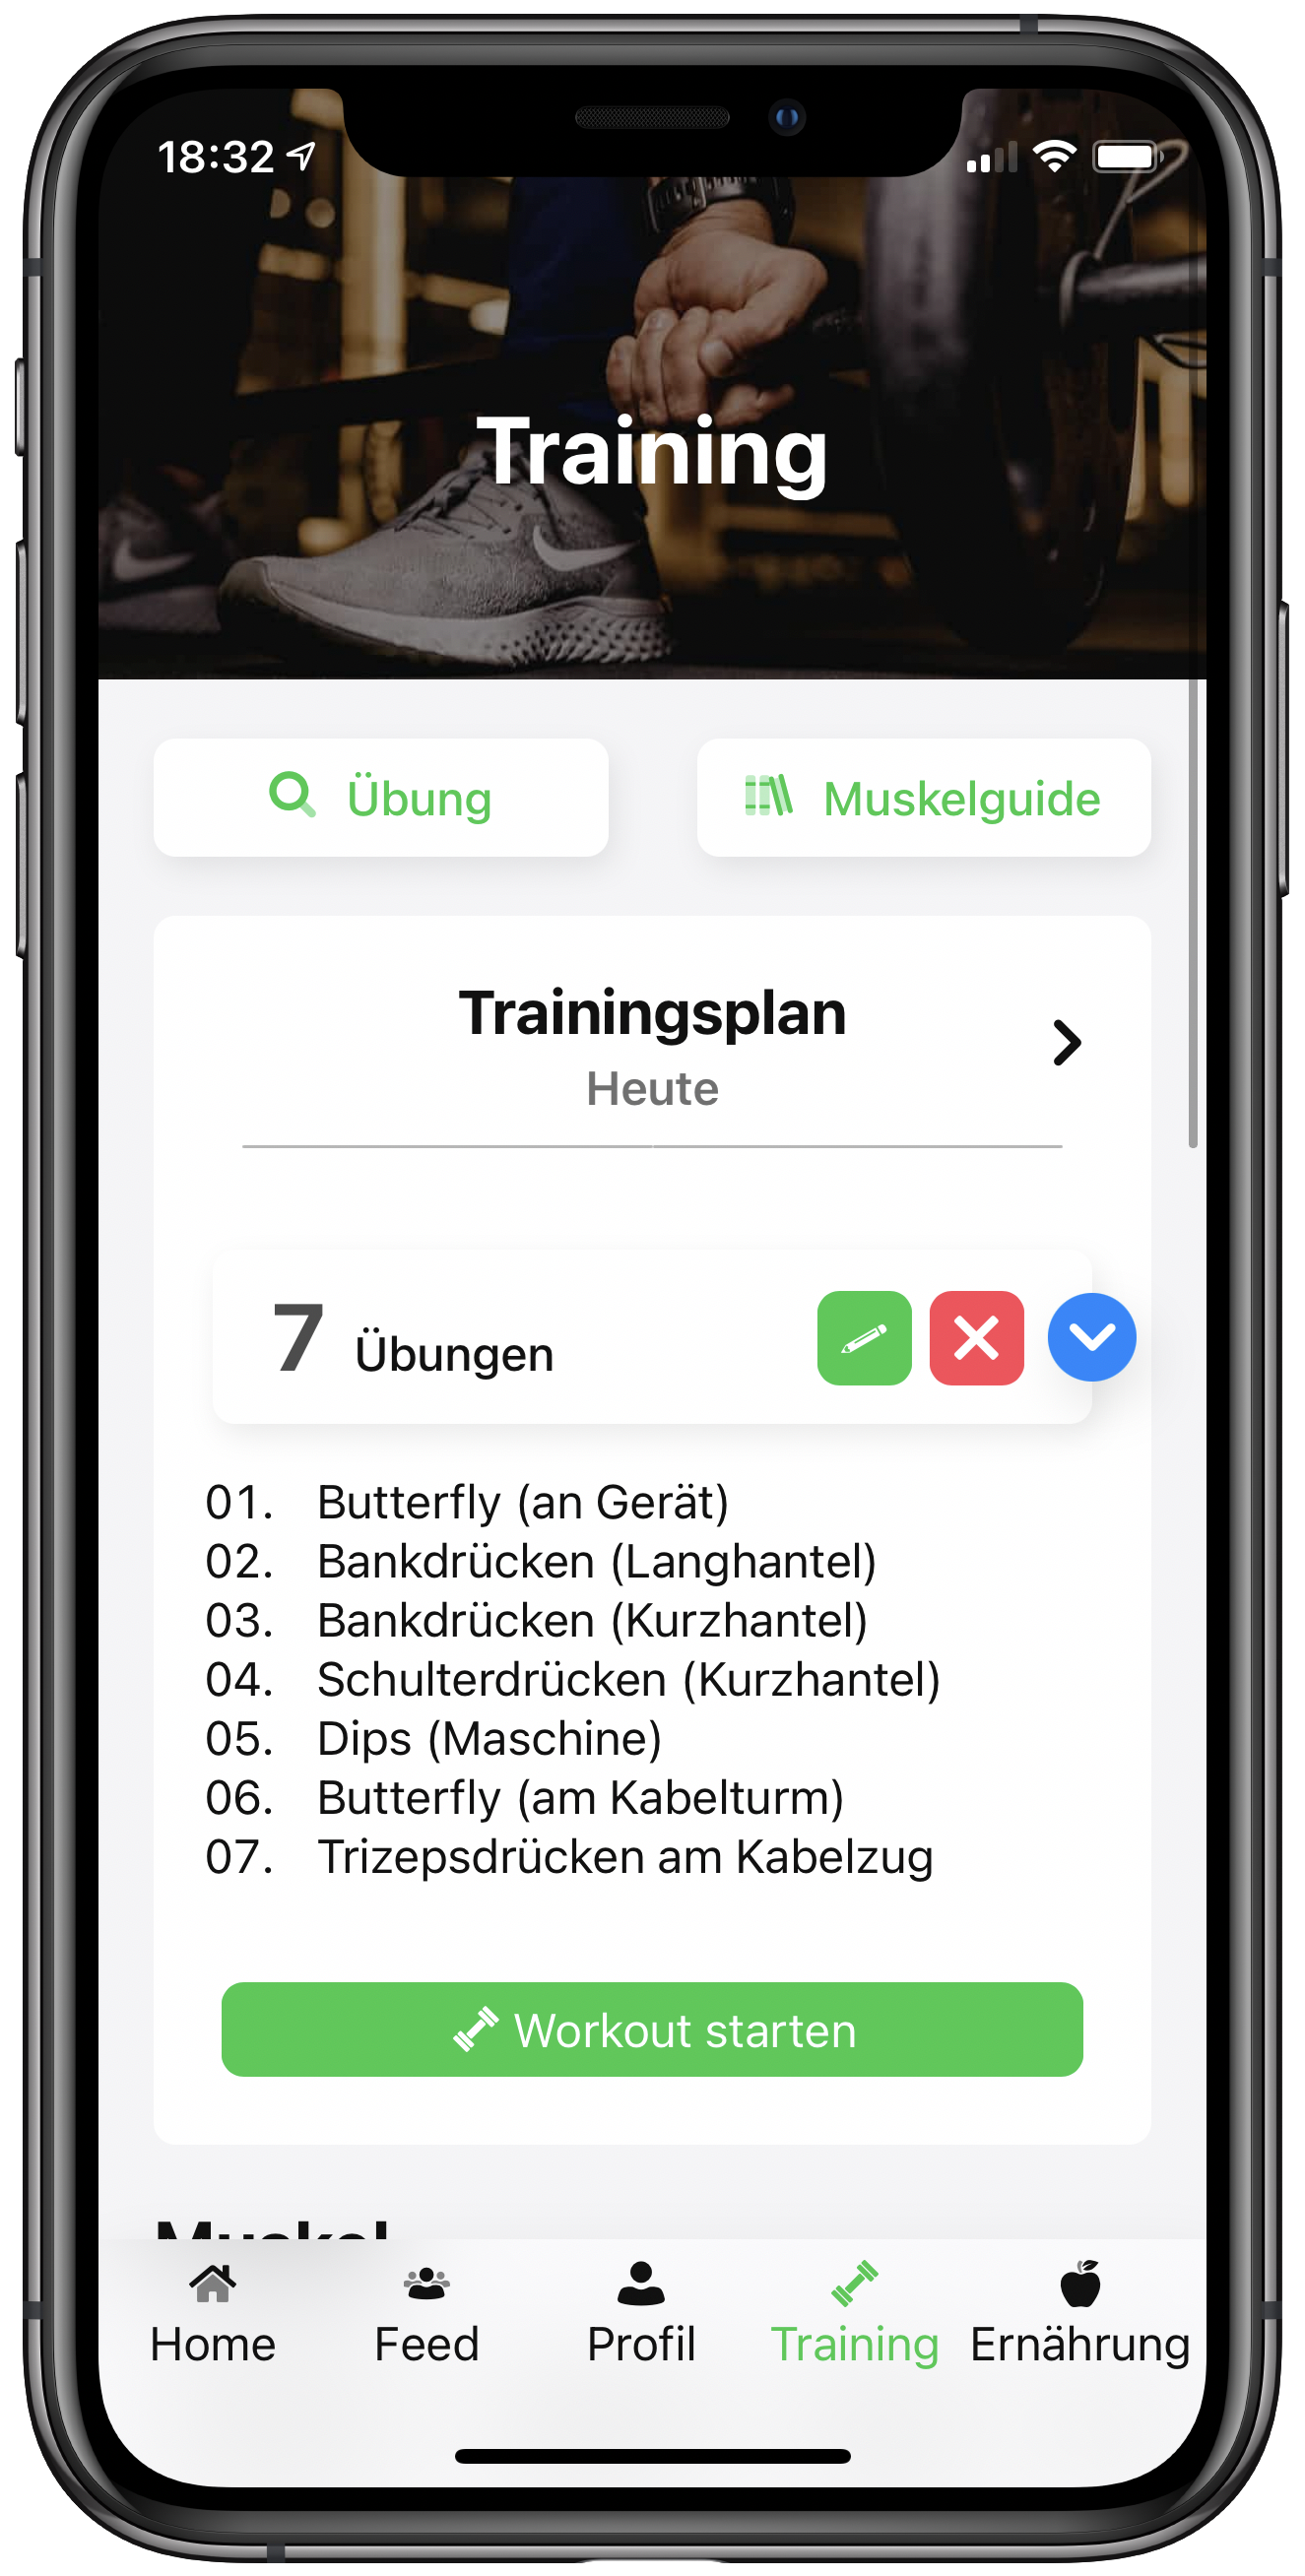 18:32
Training
Übung
Muskelguide
Trainingsplan
Heute
7 Übungen
01. Butterfly (an Gerät)
02. Bankdrücken (Langhantel)
03. Bankdrücken (Kurzhantel)
04. Schulterdrücken (Kurzhantel)
05. Dips (Maschine)
06. Butterfly (am Kabelturm)
07. Trizepsdrücken am Kabelzug
Workout starten
Muskel
Home
Feed
Profil
Training
Ernährung